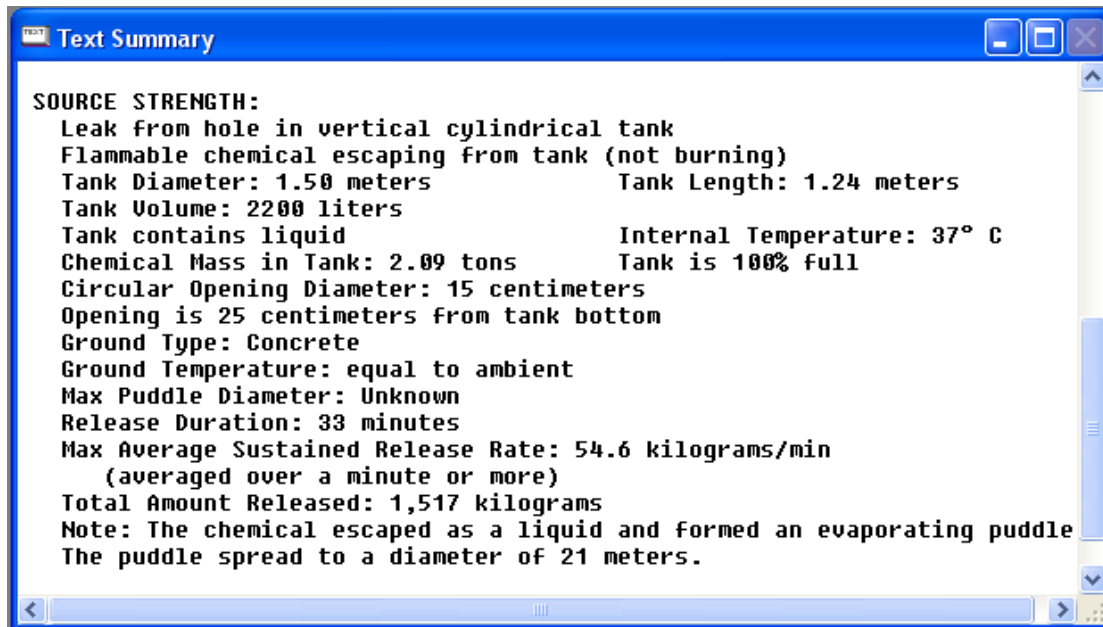 Text Summary
SOURCE STRENGTH:
Leak from hole in vertical cylindrical tank
Flammable chemical escaping from tank (not burning)
Tank Diameter: 1.50 meters Tank Length: 1.24 meters
Tank Volume: 2200 liters
Tank contains liquid Internal Temperature: 37° C
Chemical Mass in Tank: 2.09 tons Tank is 100% full
Circular Opening Diameter: 15 centimeters
Opening is 25 centimeters from tank bottom
Ground Type: Concrete
Ground Temperature: equal to ambient
Max Puddle Diameter: Unknown
Release Duration: 33 minutes
Max Average Sustained Release Rate: 54.6 kilograms/min
(averaged over a minute or more)
Total Amount Released: 1,517 kilograms
Note: The chemical escaped as a liquid and formed an evaporating puddle
The puddle spread to a diameter of 21 meters.